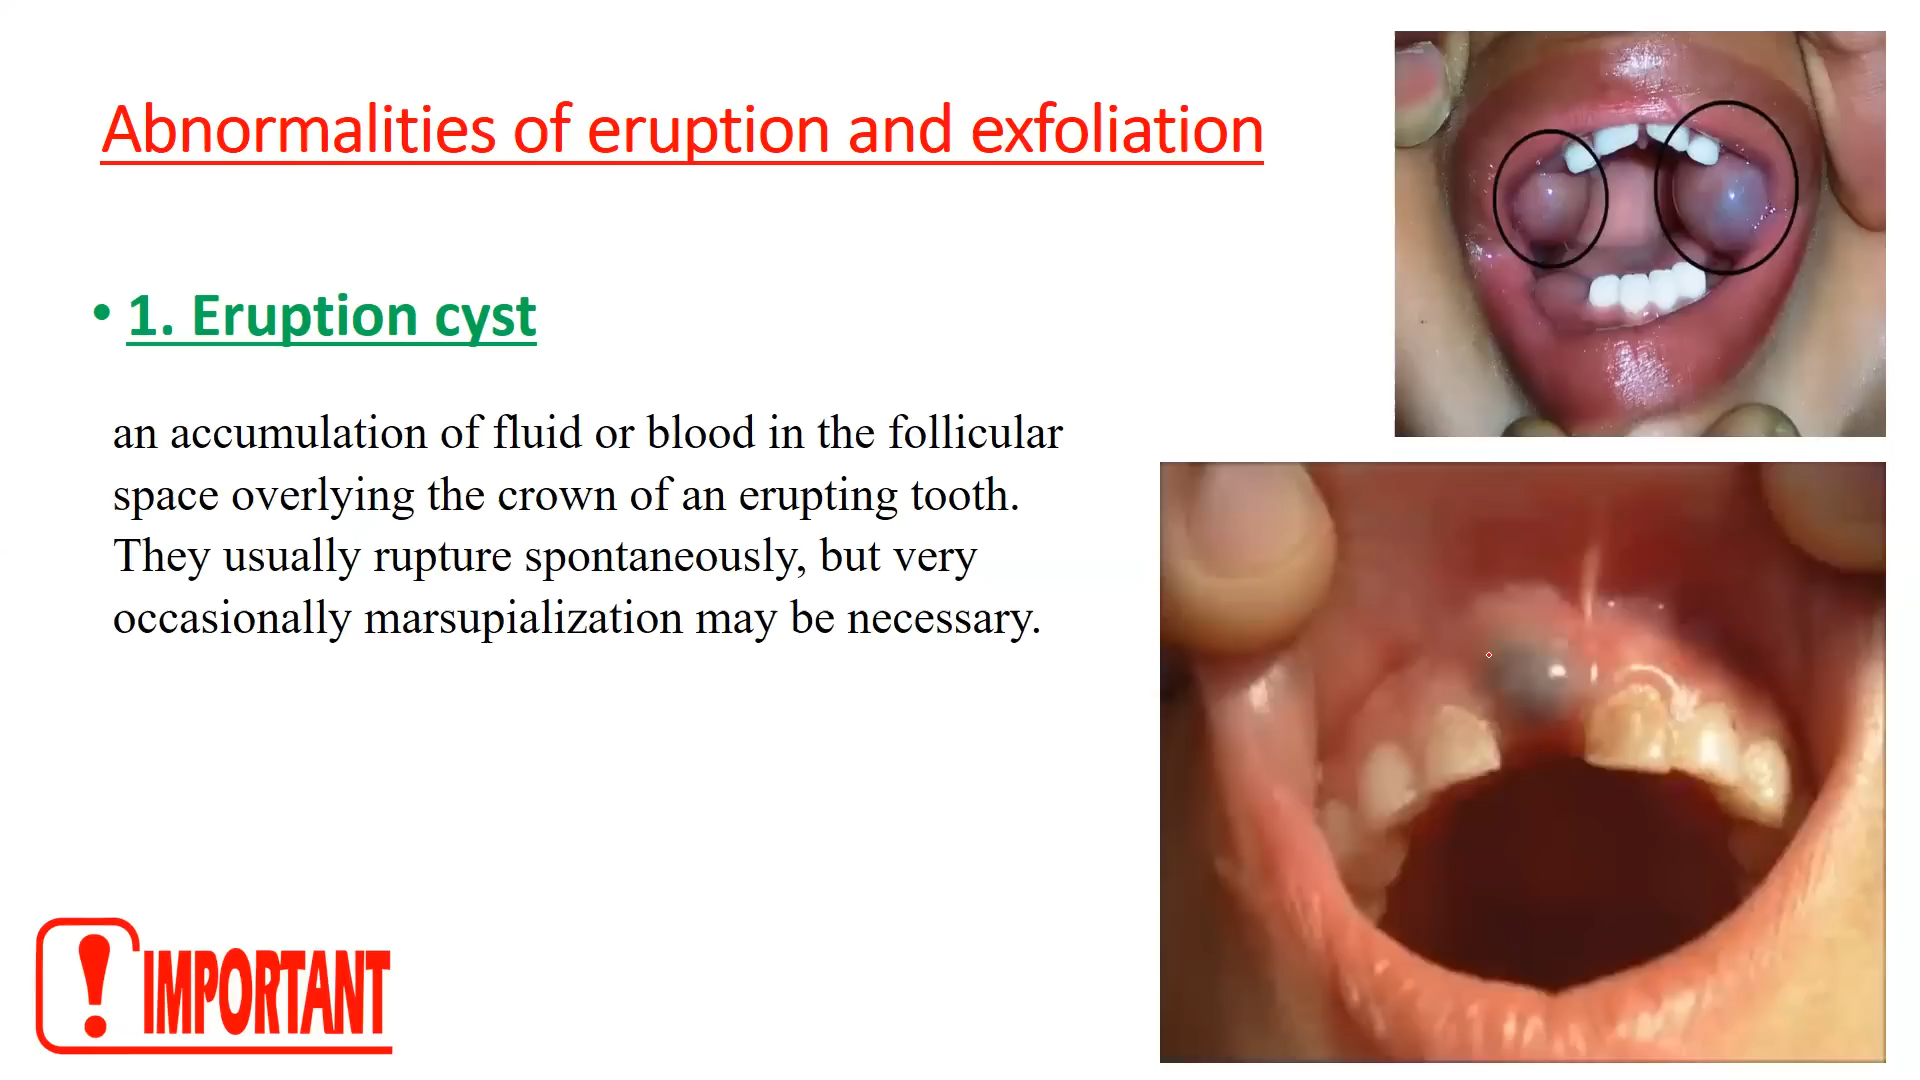 Abnormalities of eruption and exfoliation
• 1. Eruption cyst
an accumulation of fluid or blood in the follicular
space overlying the crown of an erupting tooth.
They usually rupture spontaneously, but very
occasionally marsupialization may be necessary.
! IMPORTANT